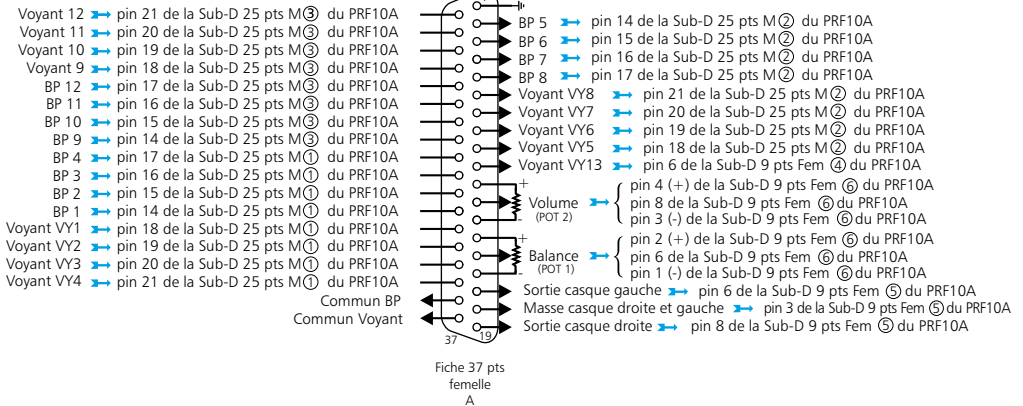 Voyant 12 pin 21 de la Sub-D 25 pts M③ du PRF10A
Voyant 11 pin 20 de la Sub-D 25 pts M③ du PRF10A
Voyant 10 pin 19 de la Sub-D 25 pts M③ du PRF10A
Voyant 9 pin 18 de la Sub-D 25 pts M③ du PRF10A
BP 12 pin 17 de la Sub-D 25 pts M③ du PRF10A
BP 11 pin 16 de la Sub-D 25 pts M③ du PRF10A
BP 10 pin 15 de la Sub-D 25 pts M③ du PRF10A
BP 9 pin 14 de la Sub-D 25 pts M③ du PRF10A
BP 4 pin 17 de la Sub-D 25 pts M① du PRF10A
BP 3 pin 16 de la Sub-D 25 pts M① du PRF10A
BP 2 pin 15 de la Sub-D 25 pts M① du PRF10A
BP 1 pin 14 de la Sub-D 25 pts M① du PRF10A
Voyant VY1 pin 18 de la Sub-D 25 pts M① du PRF10A
Voyant VY2 pin 19 de la Sub-D 25 pts M① du PRF10A
Voyant VY3 pin 20 de la Sub-D 25 pts M① du PRF10A
Voyant VY4 pin 21 de la Sub-D 25 pts M① du PRF10A
Commun BP
Commun Voyant
BP 5 pin 14 de la Sub-D 25 pts M② du PRF10A
BP 6 pin 15 de la Sub-D 25 pts M② du PRF10A
BP 7 pin 16 de la Sub-D 25 pts M② du PRF10A
BP 8 pin 17 de la Sub-D 25 pts M② du PRF10A
Voyant VY8 pin 21 de la Sub-D 25 pts M② du PRF10A
Voyant VY7 pin 20 de la Sub-D 25 pts M② du PRF10A
Voyant VY6 pin 19 de la Sub-D 25 pts M② du PRF10A
Voyant VY5 pin 18 de la Sub-D 25 pts M② du PRF10A
Voyant VY13 pin 6 de la Sub-D 9 pts Fem ④ du PRF10A
+
Volume
(POT 2)
-
pin 4 (+) de la Sub-D 9 pts Fem ⑥ du PRF10A
pin 8 de la Sub-D 9 pts Fem ⑥ du PRF10A
pin 3 (-) de la Sub-D 9 pts Fem ⑥ du PRF10A
+
Balance
(POT 1)
-
pin 2 (+) de la Sub-D 9 pts Fem ⑥ du PRF10A
pin 6 de la Sub-D 9 pts Fem ⑥ du PRF10A
pin 1 (-) de la Sub-D 9 pts Fem ⑥ du PRF10A
Sortie casque gauche pin 6 de la Sub-D 9 pts Fem ⑤ du PRF10A
Masse casque droite et gauche pin 3 de la Sub-D 9 pts Fem ⑤ du PRF10A
Sortie casque droite pin 8 de la Sub-D 9 pts Fem ⑤ du PRF10A
37 19
Fiche 37 pts
femelle
A